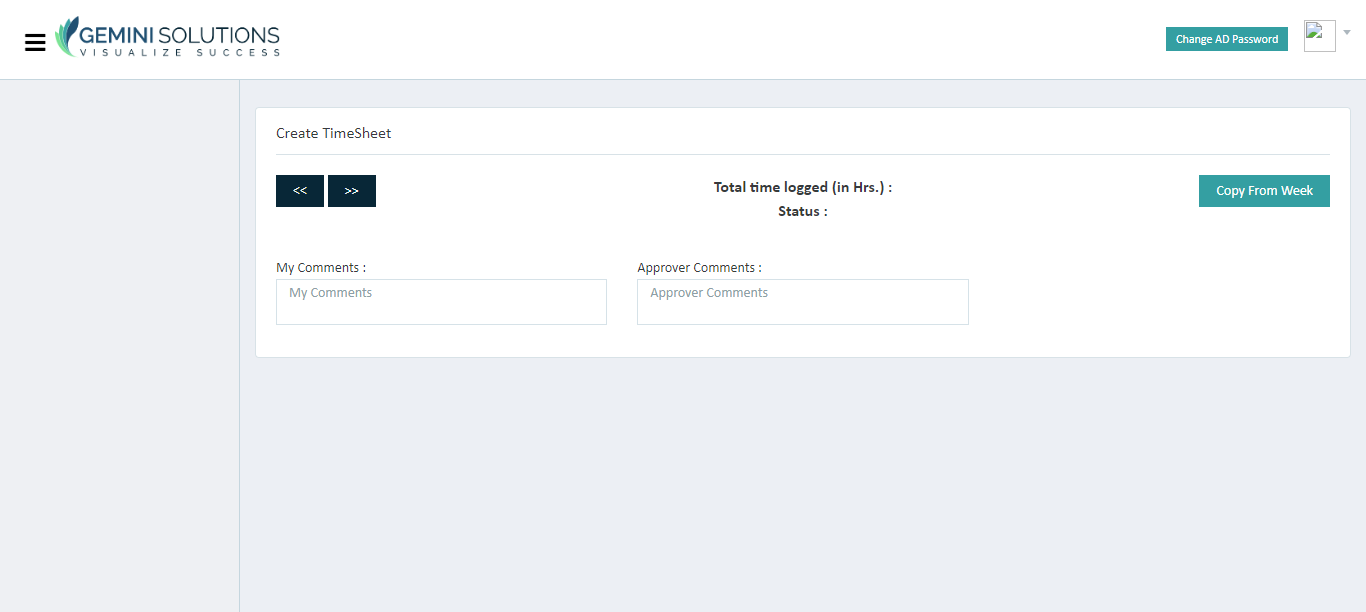 GEMINI SOLUTIONS
VISUALIZE SUCCESS
Change AD Password
Create TimeSheet
<< >>
Total time logged (in Hrs.) :
Status :
Copy From Week
My Comments :
My Comments
Approver Comments :
Approver Comments